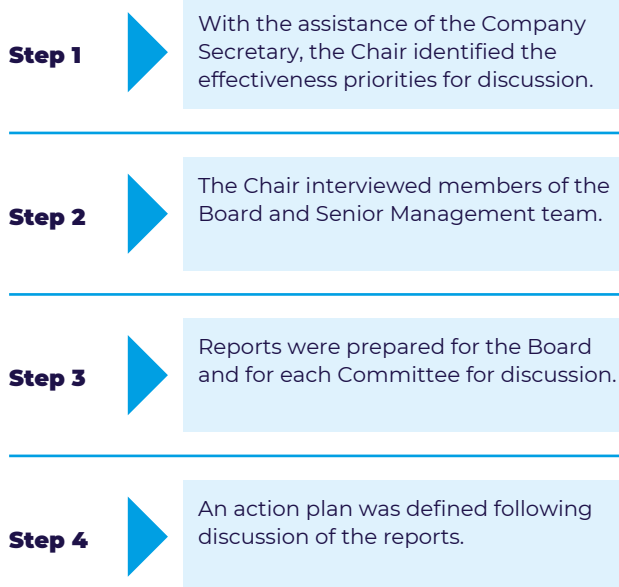 Step 1
With the assistance of the Company
Secretary, the Chair identified the
effectiveness priorities for discussion.
Step 2
The Chair interviewed members of the
Board and Senior Management team.
Step 3
Reports were prepared for the Board
and for each Committee for discussion.
Step 4
An action plan was defined following
discussion of the reports.